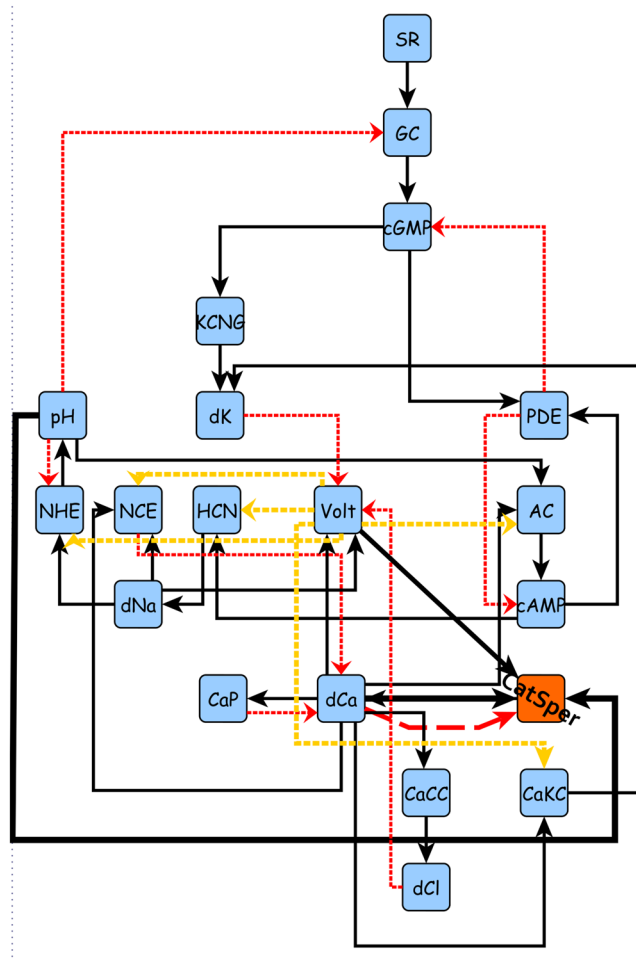 SR
GC
cGMP
KCNG
pH
dK
PDE
NHE
NCE
HCN
Volt
AC
dNa
cAMP
CaP
dCa
CatSper
CaCC
CaKC
dCl